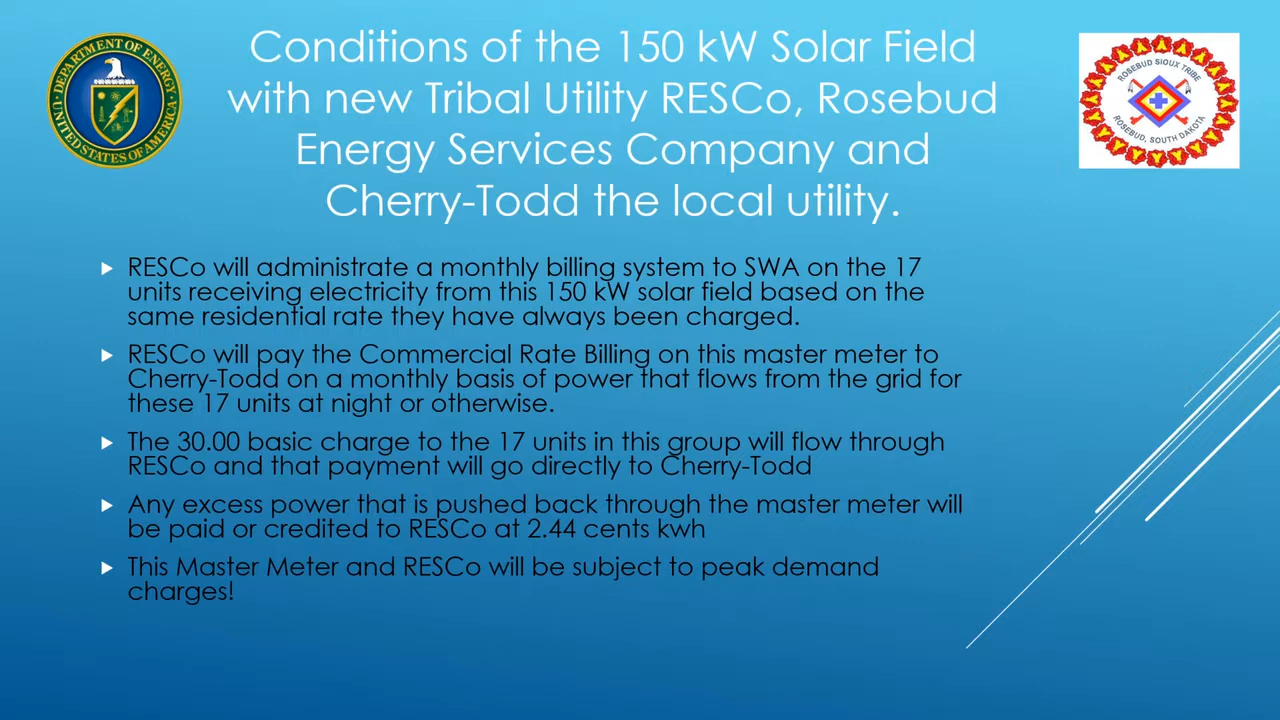 Conditions of the 150 kW Solar Field
with new Tribal Utility RESCo, Rosebud
Energy Services Company and
Cherry-Todd the local utility.
DEPARTMENT OF ENERGY
UNITED STATES OF AMERICA
ROSEBUD SIOUX TRIBE
ROSEBUD, SOUTH DAKOTA
RESCo will administrate a monthly billing system to SWA on the 17
units receiving electricity from this 150 kW solar field based on the
same residential rate they have always been charged.
RESCo will pay the Commercial Rate Billing on this master meter to
Cherry-Todd on a monthly basis of power that flows from the grid for
these 17 units at night or otherwise.
The 30.00 basic charge to the 17 units in this group will flow through
RESCo and that payment will go directly to Cherry-Todd
Any excess power that is pushed back through the master meter will
be paid or credited to RESCo at 2.44 cents kwh
This Master Meter and RESCo will be subject to peak demand
charges!